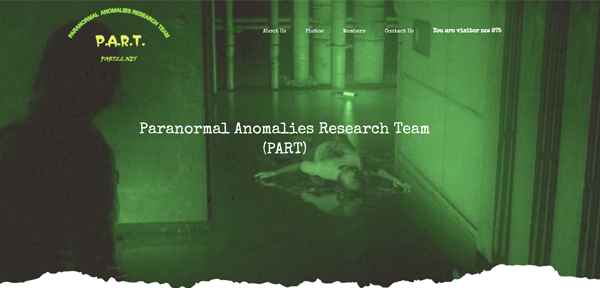 PARANORMAL ANOMALIES RESEARCH TEAM
P.A.R.T.
PARTZZ.NET
About Us Photos Members Contact Us You are visitor no: 975
Paranormal Anomalies Research Team
(PART)